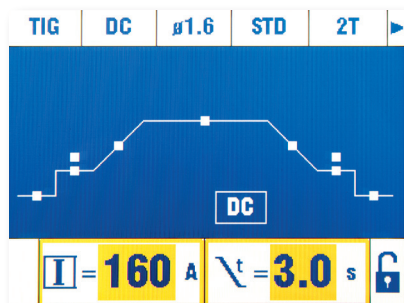 TIG DC ø1.6 STD 2T
DC
I = 160 A t = 3.0 s